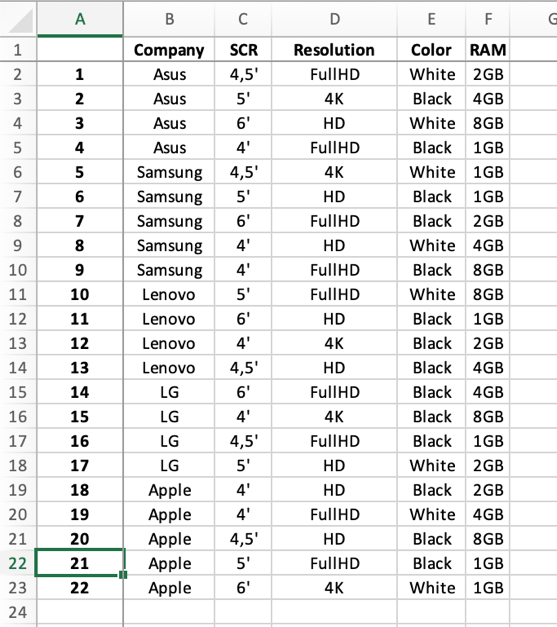 A B C D E F G
1 Company SCR Resolution Color RAM
2 1 Asus 4,5' FullHD White 2GB
3 2 Asus 5' 4K Black 4GB
4 3 Asus 6' HD White 8GB
5 4 Asus 4' FullHD Black 1GB
6 5 Samsung 4,5' 4K White 1GB
7 6 Samsung 5' HD Black 1GB
8 7 Samsung 6' FullHD Black 2GB
9 8 Samsung 4' HD White 4GB
10 9 Samsung 4' FullHD Black 8GB
11 10 Lenovo 5' FullHD White 8GB
12 11 Lenovo 6' HD Black 1GB
13 12 Lenovo 4' 4K Black 2GB
14 13 Lenovo 4,5' HD Black 4GB
15 14 LG 6' FullHD Black 4GB
16 15 LG 4' 4K Black 8GB
17 16 LG 4,5' FullHD Black 1GB
18 17 LG 5' HD White 2GB
19 18 Apple 4' HD Black 2GB
20 19 Apple 4' FullHD White 4GB
21 20 Apple 4,5' HD Black 8GB
22 21 Apple 5' FullHD Black 1GB
23 22 Apple 6' 4K White 1GB
24